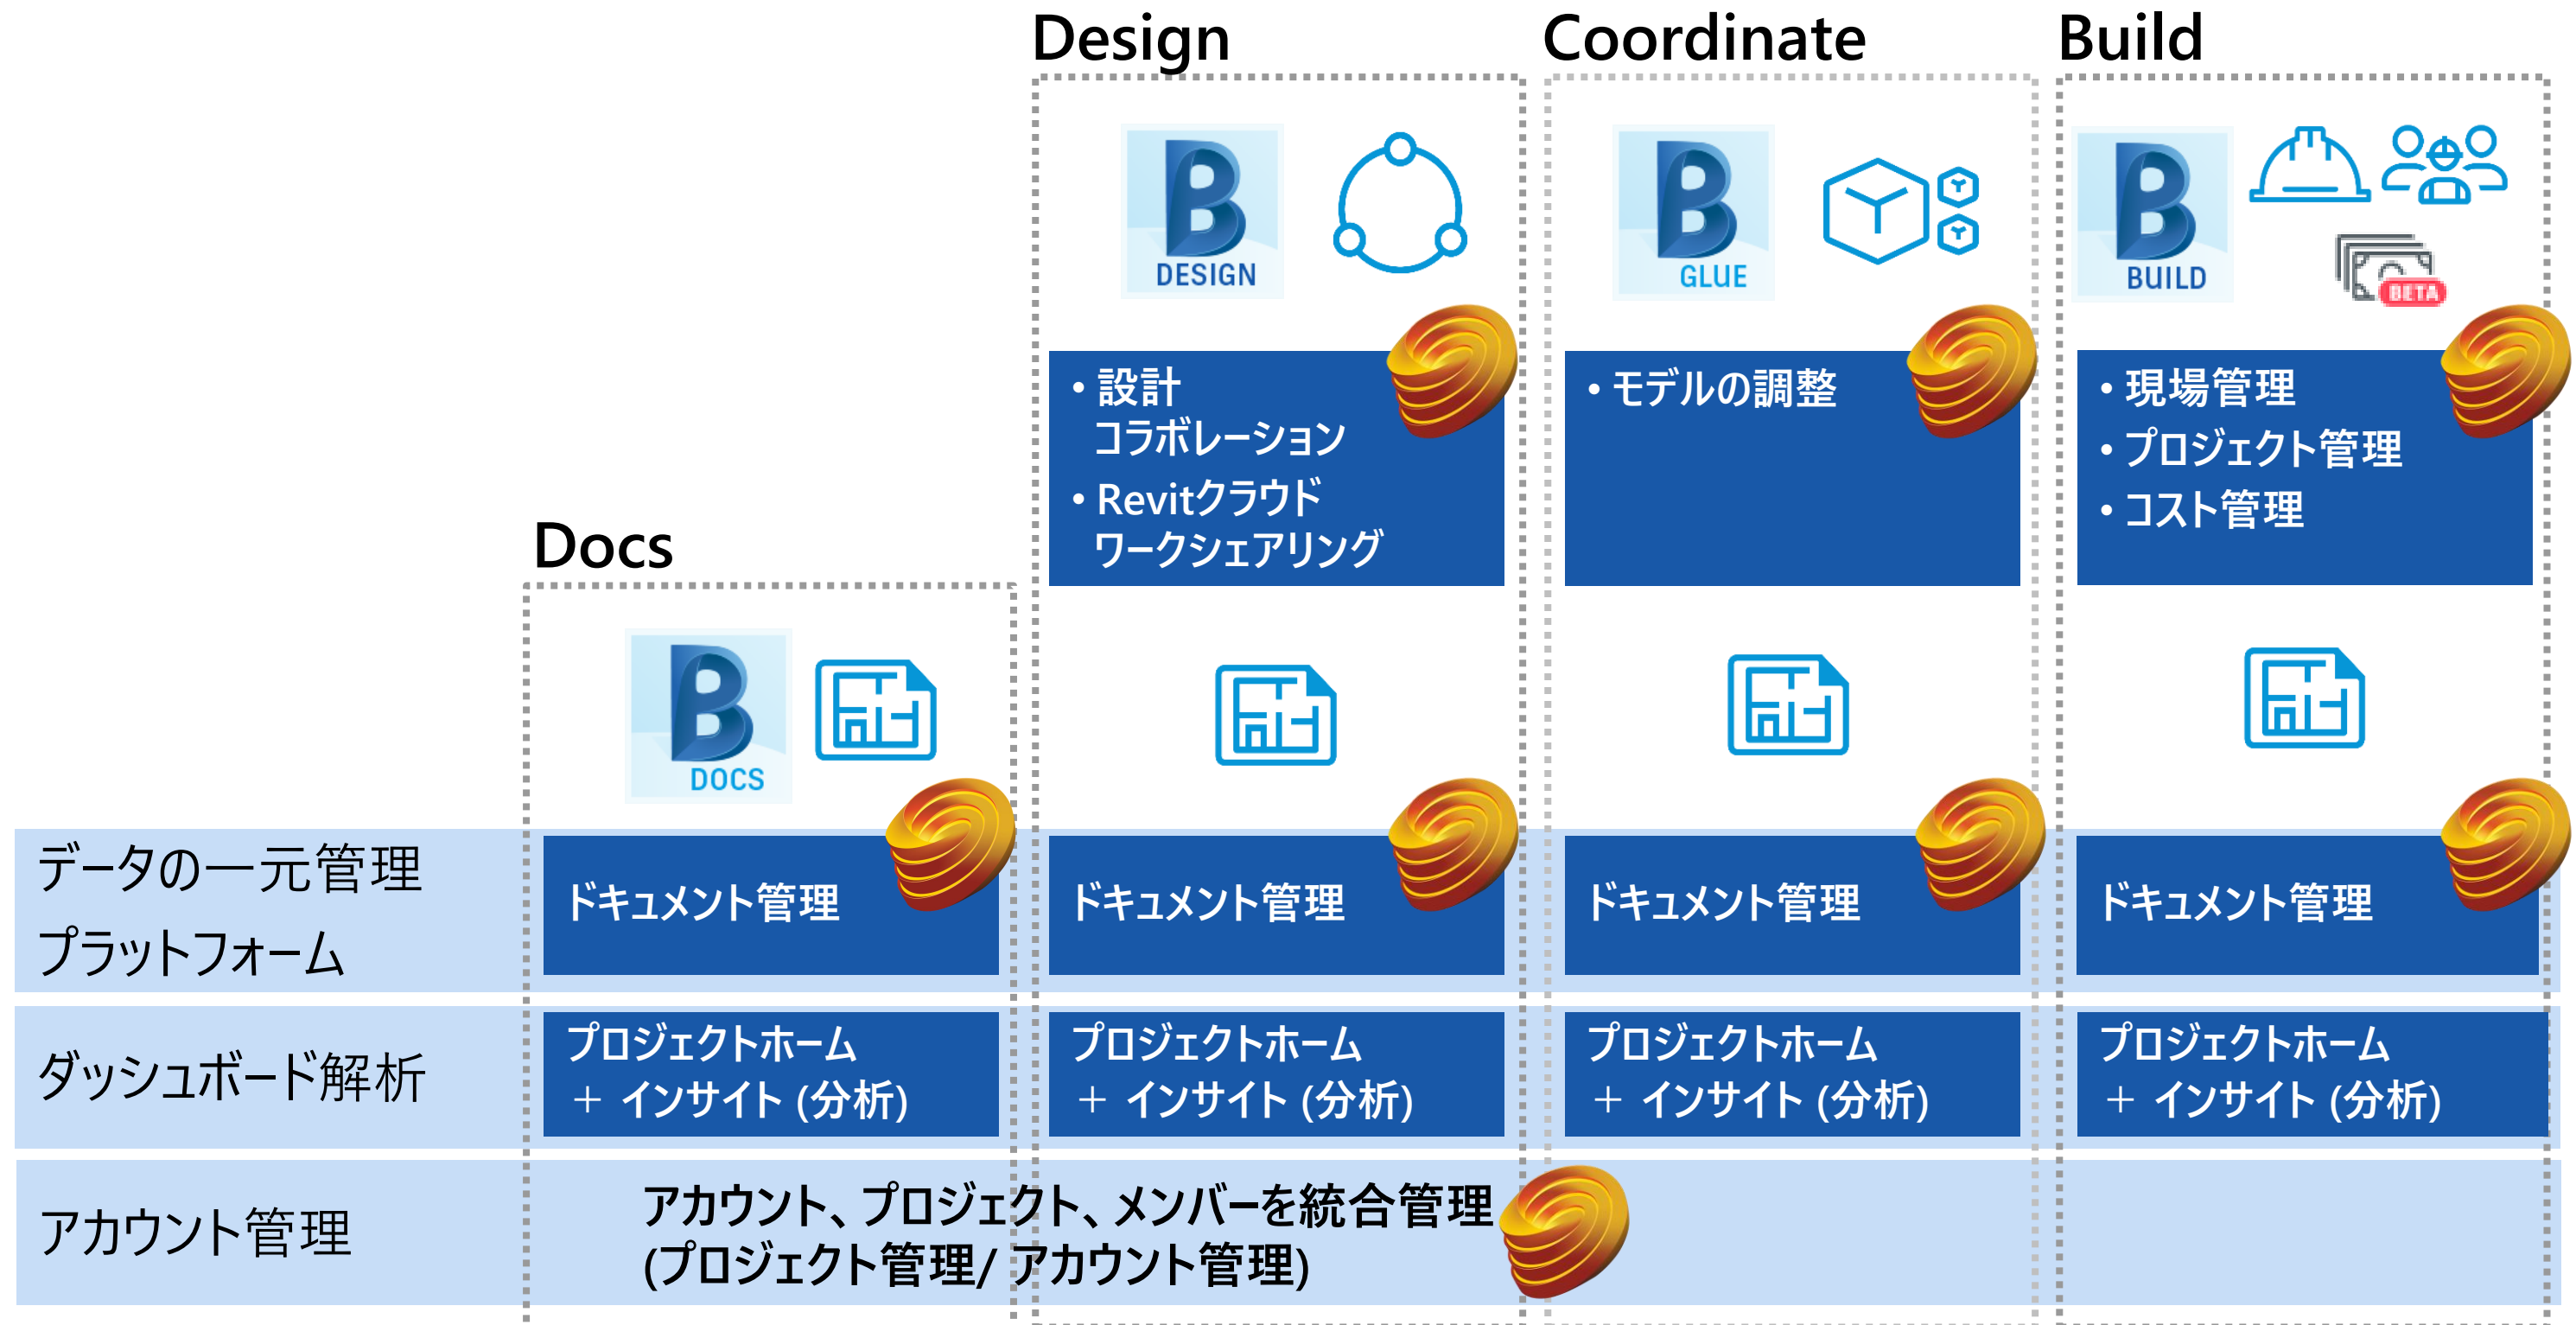 Design
Coordinate
Build
DESIGN
GLUE
BUILD
BETA
• 設計
コラボレーション
• Revitクラウド
ワークシェアリング
• モデルの調整
• 現場管理
• プロジェクト管理
• コスト管理
Docs
DOCS
データの一元管理
プラットフォーム
ドキュメント管理
ドキュメント管理
ドキュメント管理
ドキュメント管理
ダッシュボード解析
プロジェクトホーム
＋ インサイト (分析)
プロジェクトホーム
＋ インサイト (分析)
プロジェクトホーム
＋ インサイト (分析)
プロジェクトホーム
＋ インサイト (分析)
アカウント管理
アカウント、プロジェクト、メンバーを統合管理
(プロジェクト管理/ アカウント管理)